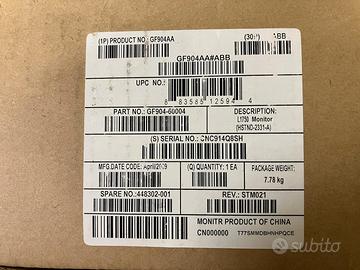 (1P) PRODUCT NO.: GF904AA
ABB
GF904AA#ABB
UPC NO.:
8 83585 12594 4
PART NO.: GF904-60004
DESCRIPTION:
L1750 Monitor
(HSTND-2331-A)
(S) SERIAL NO.: CNC914Q8SH
MFG.DATE CODE: April/2009
(Q) QUANTITY: 1 EA
PACKAGE WEIGHT:
7.78 kg
SPARE NO.:448302-001
REV.: STM021
MONITR PRODUCT OF CHINA
CN000000
T77SMMDBHNHPQCE
subito